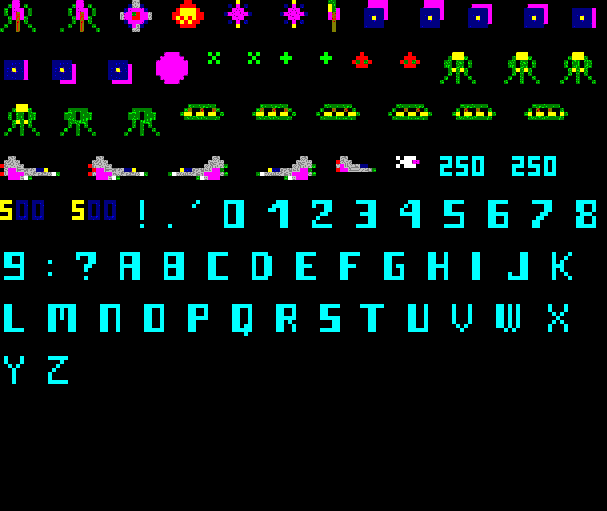 250 250
500 500 ! . ' 0 1 2 3 4 5 6 7 8
9 : ? A B C D E F G H I J K
L M N O P Q R S T U V W X
Y Z